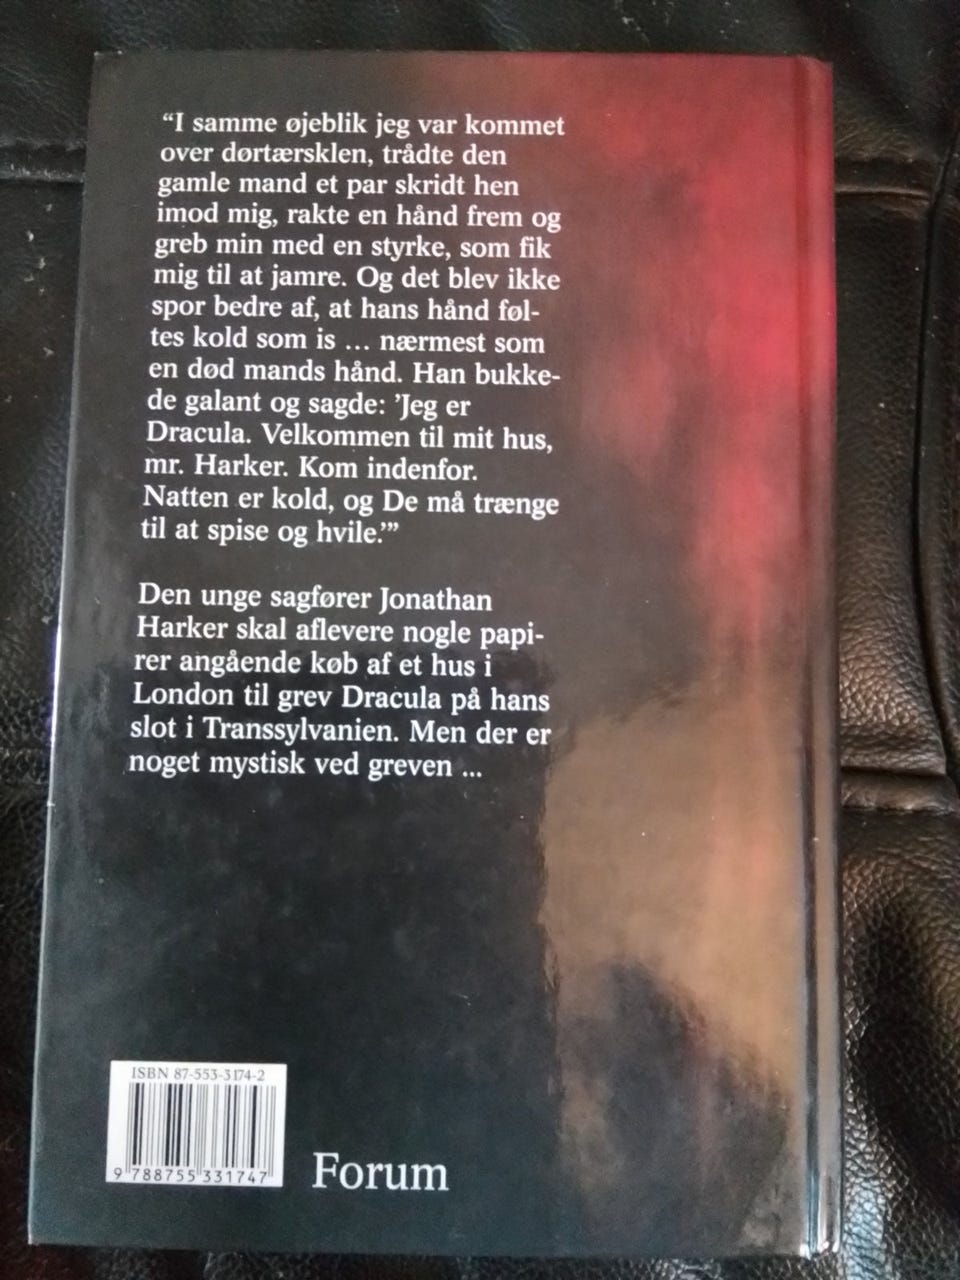 “I samme øjeblik jeg var kommet
over dørtærsklen, trådte den
gamle mand et par skridt hen
imod mig, rakte en hånd frem og
greb min med en styrke, som fik
mig til at jamre. Og det blev ikke
spor bedre af, at hans hånd føl-
tes kold som is ... nærmest som
en død mands hånd. Han bukke-
de galant og sagde: ’Jeg er
Dracula. Velkommen til mit hus,
mr. Harker. Kom indenfor.
Natten er kold, og De må trænge
til at spise og hvile.’”
Den unge sagfører Jonathan
Harker skal aflevere nogle papi-
rer angående køb af et hus i
London til grev Dracula på hans
slot i Transsylvanien. Men der er
noget mystisk ved greven ...
ISBN 87-553-3174-2
9 788755 331747
Forum